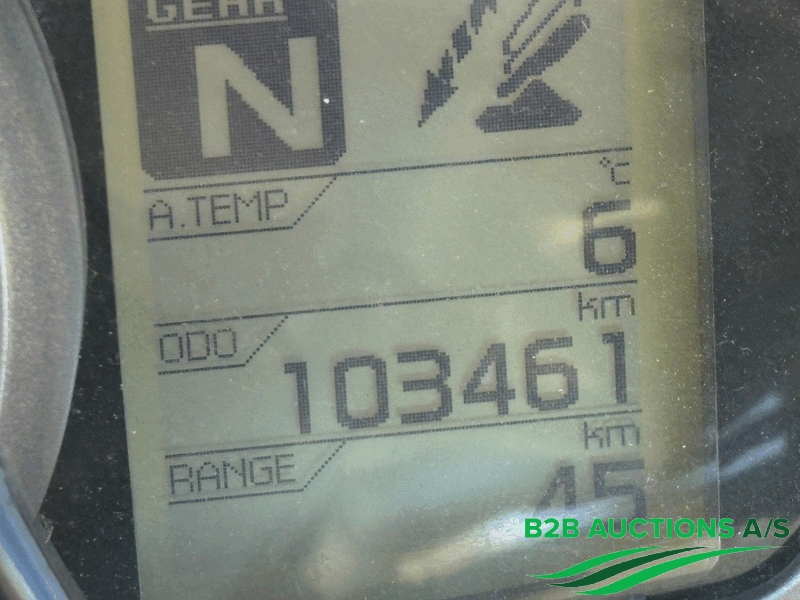 GEAR
N
A.TEMP
°C
6
ODO
km
103461
RANGE
km
45
B2B AUCTIONS A/S